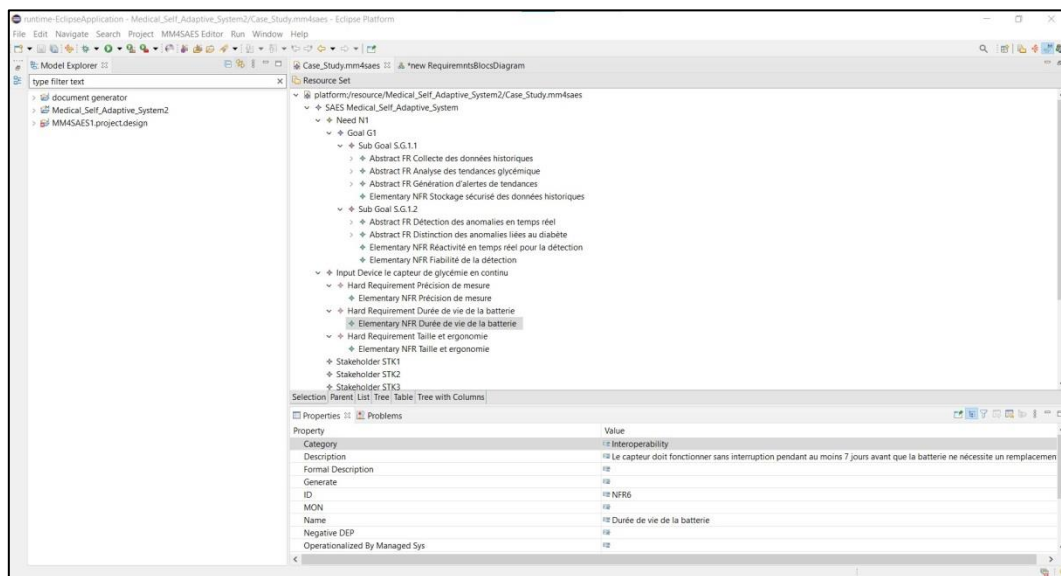 runtime-EclipseApplication - Medical_Self_Adaptive_System2/Case_Study.mm4saes - Eclipse Platform
File Edit Navigate Search Project MM4SAES Editor Run Window Help
Model Explorer
Case_Study.mm4saes *new RequiremntsBlocsDiagram
type filter text
Resource Set
document generator
Medical_Self_Adaptive_System2
MM4SAES1.project.design
platform:/resource/Medical_Self_Adaptive_System2/Case_Study.mm4saes
SAES Medical_Self_Adaptive_System
Need N1
Goal G1
Sub Goal S.G.1.1
Abstract FR Collecte des données historiques
Abstract FR Analyse des tendances glycémique
Abstract FR Génération d'alertes de tendances
Elementary NFR Stockage sécurisé des données historiques
Sub Goal S.G.1.2
Abstract FR Détection des anomalies en temps réel
Abstract FR Distinction des anomalies liées au diabète
Elementary NFR Réactivité en temps réel pour la détection
Elementary NFR Fiabilité de la détection
Input Device le capteur de glycémie en continu
Hard Requirement Précision de mesure
Elementary NFR Précision de mesure
Hard Requirement Durée de vie de la batterie
Elementary NFR Durée de vie de la batterie
Hard Requirement Taille et ergonomie
Elementary NFR Taille et ergonomie
Stakeholder STK1
Stakeholder STK2
Stakeholder STK3
Selection Parent List Tree Table Tree with Columns
Properties Problems
Property Value
Category Interoperability
Description Le capteur doit fonctionner sans interruption pendant au moins 7 jours avant que la batterie ne nécessite un remplacemen
Formal Description
Generate
ID NFR6
MON
Name Durée de vie de la batterie
Negative DEP
Operationalized By Managed Sys